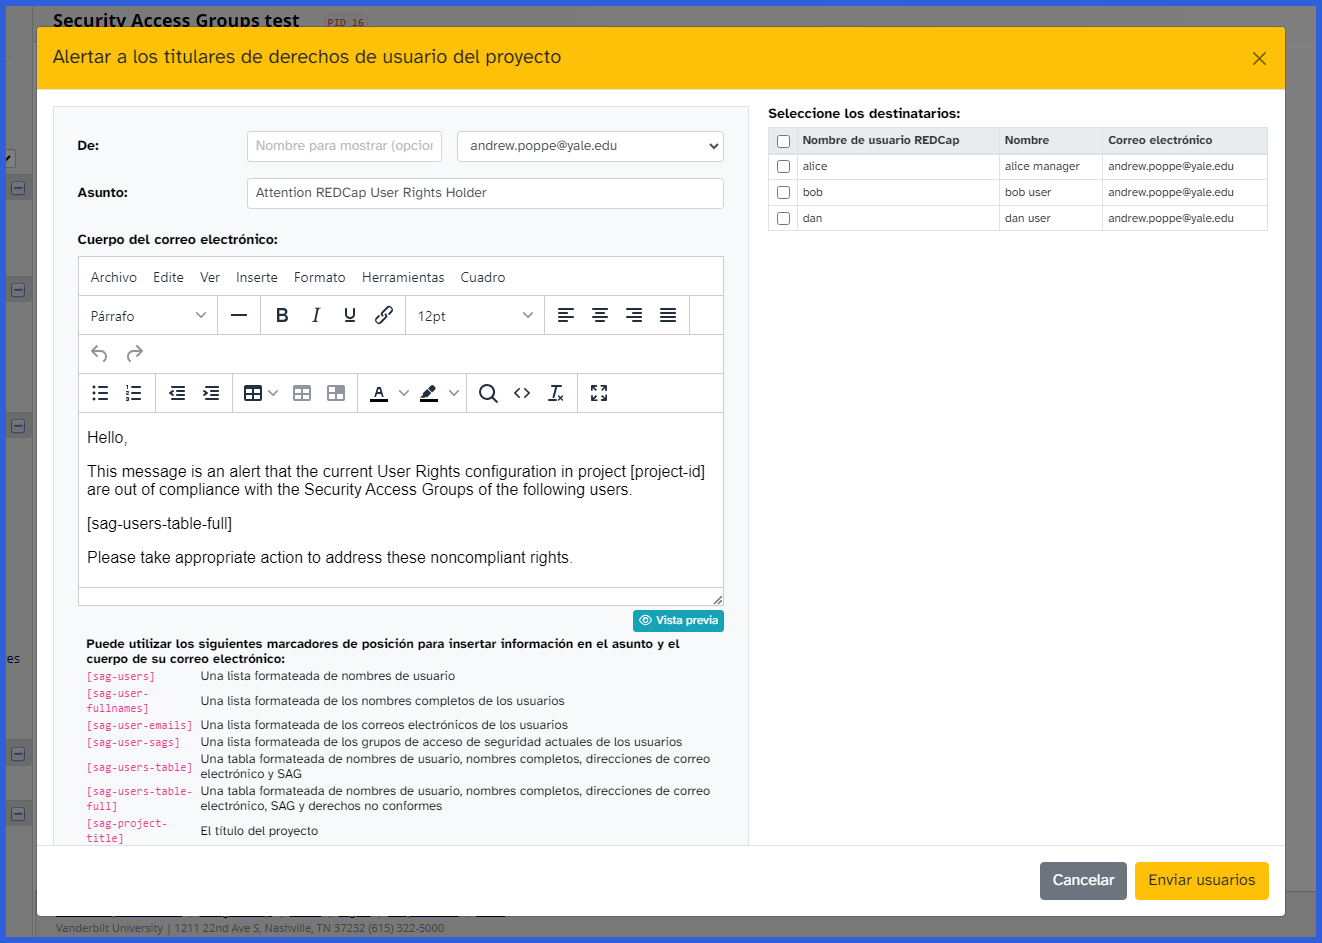 Security Access Groups test PID 16
Alertar a los titulares de derechos de usuario del proyecto
De:
Nombre para mostrar (opcior
andrew.poppe@yale.edu
Asunto:
Attention REDCap User Rights Holder
Cuerpo del correo electrónico:
Archivo Edite Ver Inserte Formato Herramientas Cuadro
Párrafo
B I U
12pt
Hello,
This message is an alert that the current User Rights configuration in project [project-id]
are out of compliance with the Security Access Groups of the following users.
[sag-users-table-full]
Please take appropriate action to address these noncompliant rights.
Vista previa
Puede utilizar los siguientes marcadores de posición para insertar información en el asunto y el
cuerpo de su correo electrónico:
[sag-users] Una lista formateada de nombres de usuario
[sag-user-
fullnames] Una lista formateada de los nombres completos de los usuarios
[sag-user-emails] Una lista formateada de los correos electrónicos de los usuarios
[sag-user-sags] Una lista formateada de los grupos de acceso de seguridad actuales de los usuarios
[sag-users-table] Una tabla formateada de nombres de usuario, nombres completos, direcciones de correo
electrónico y SAG
[sag-users-table- Una tabla formateada de nombres de usuario, nombres completos, direcciones de correo
full] electrónico, SAG y derechos no conformes
[sag-project-
title] El título del proyecto
Seleccione los destinatarios:
Nombre de usuario REDCap Nombre Correo electrónico
alice alice manager andrew.poppe@yale.edu
bob bob user andrew.poppe@yale.edu
dan dan user andrew.poppe@yale.edu
Cancelar
Enviar usuarios
es
Vanderbilt University | 1211 22nd Ave S, Nashville, TN 37232 (615) 322-5000